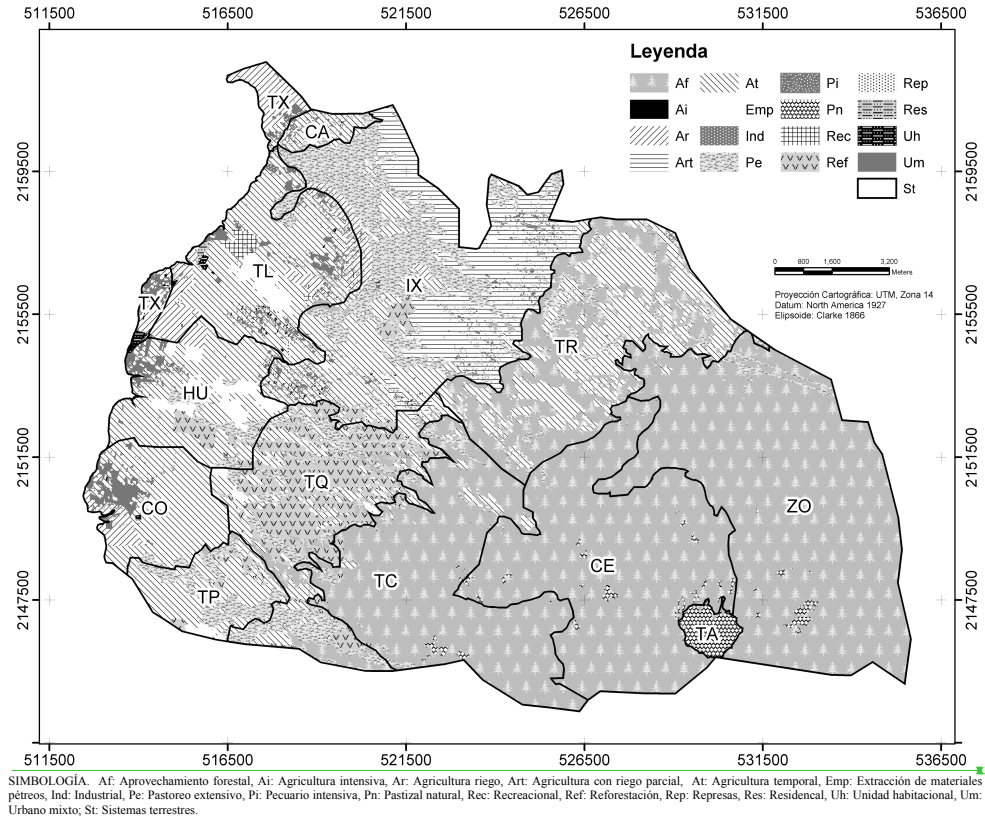 511500 516500 521500 526500 531500 536500
Leyenda
Af At Pi Rep
Ai Emp Pn Res
Ar Ind Rec Uh
Art Pe Ref Um
St
0 800 1,600 3,200
Meters
Proyección Cartográfica: UTM, Zona 14
Datum: North America 1927
Elipsoide: Clarke 1866
2159500 2159500
2155500 2155500
2151500 2151500
2147500 2147500
TX
CA
TL
IX
TX
TR
HU
TQ
CO
ZO
CE
TC
TP
TA
511500 516500 521500 526500 531500 536500
SIMBOLOGÍA. Af: Aprovechamiento forestal, Ai: Agricultura intensiva, Ar: Agricultura riego, Art: Agricultura con riego parcial, At: Agricultura temporal, Emp: Extracción de materiales
pétreos, Ind: Industrial, Pe: Pastoreo extensivo, Pi: Pecuario intensiva, Pn: Pastizal natural, Rec: Recreacional, Ref: Reforestación, Rep: Represas, Res: Residencal, Uh: Unidad habitacional, Um:
Urbano mixto; St: Sistemas terrestres.